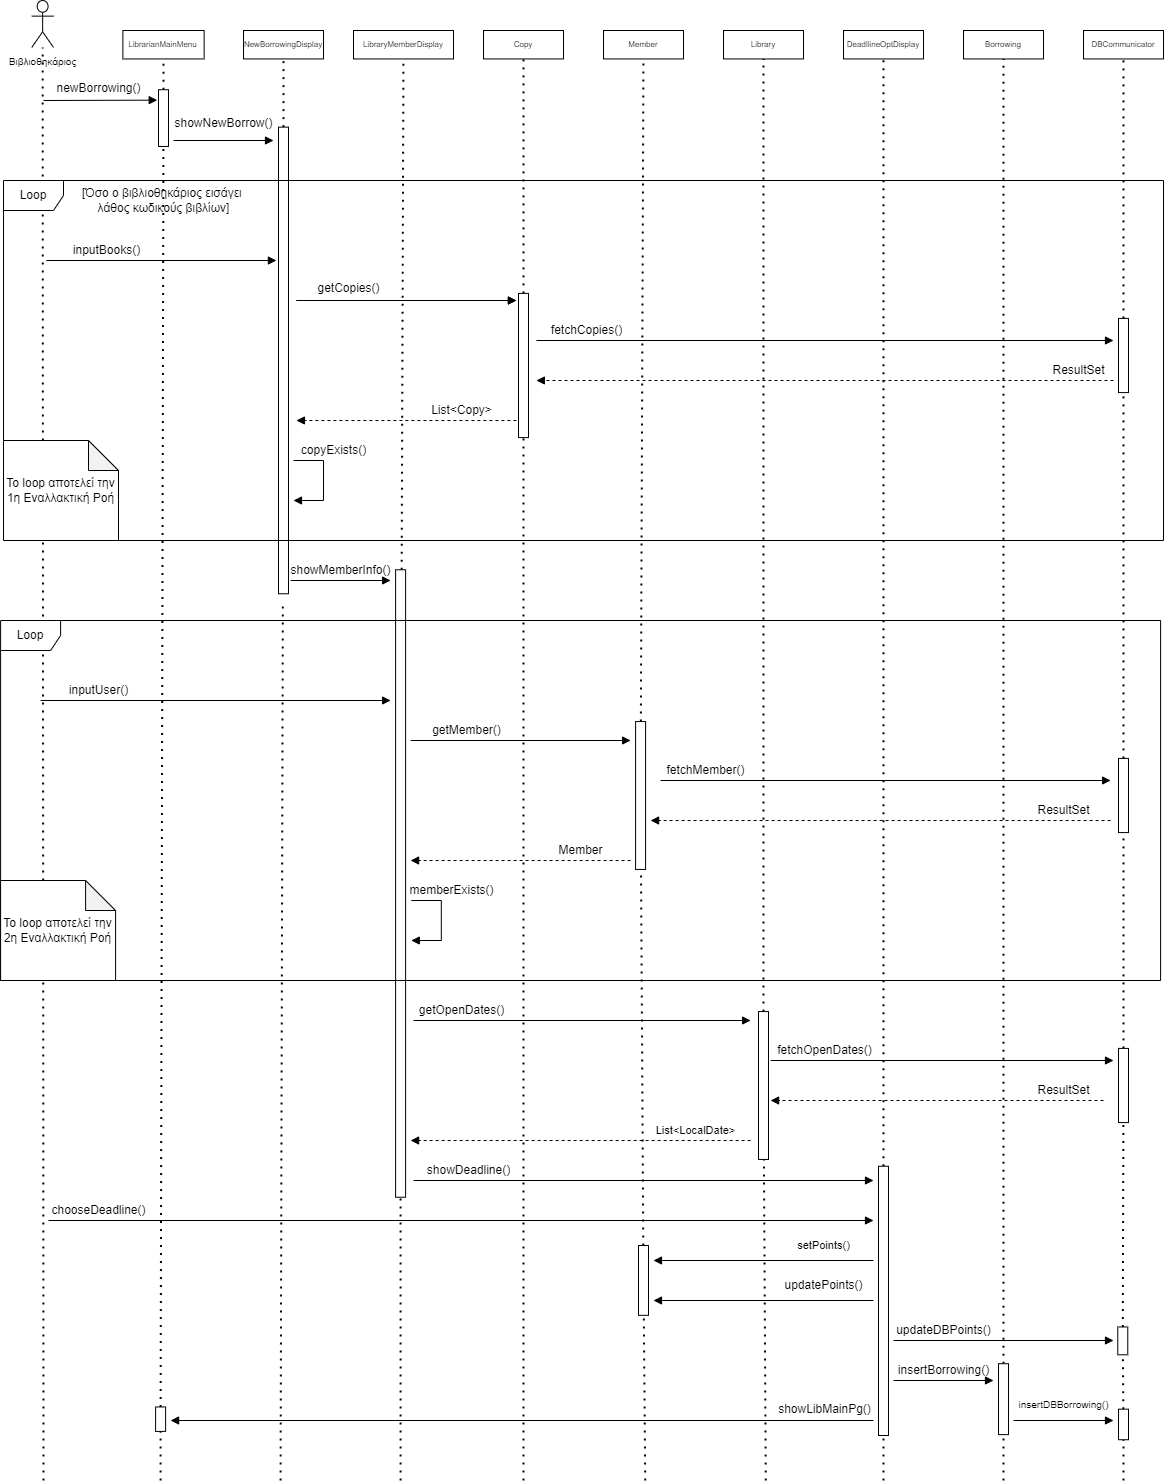 Βιβλιοθηκάριος
LibrarianMainMenu
NewBorrowingDisplay
LibraryMemberDisplay
Copy
Member
Library
DeadlineOptDisplay
Borrowing
DBCommunicator
newBorrowing()
showNewBorrow()
Loop
[Όσο ο βιβλιοθηκάριος εισάγει
λάθος κωδικούς βιβλίων]
inputBooks()
getCopies()
fetchCopies()
ResultSet
List<Copy>
copyExists()
Το loop αποτελεί την
1η Εναλλακτική Ροή
showMemberInfo()
Loop
inputUser()
getMember()
fetchMember()
ResultSet
Member
memberExists()
Το loop αποτελεί την
2η Εναλλακτική Ροή
getOpenDates()
fetchOpenDates()
ResultSet
List<LocalDate>
showDeadline()
chooseDeadline()
setPoints()
updatePoints()
updateDBPoints()
insertBorrowing()
showLibMainPg()
insertDBBorrowing()